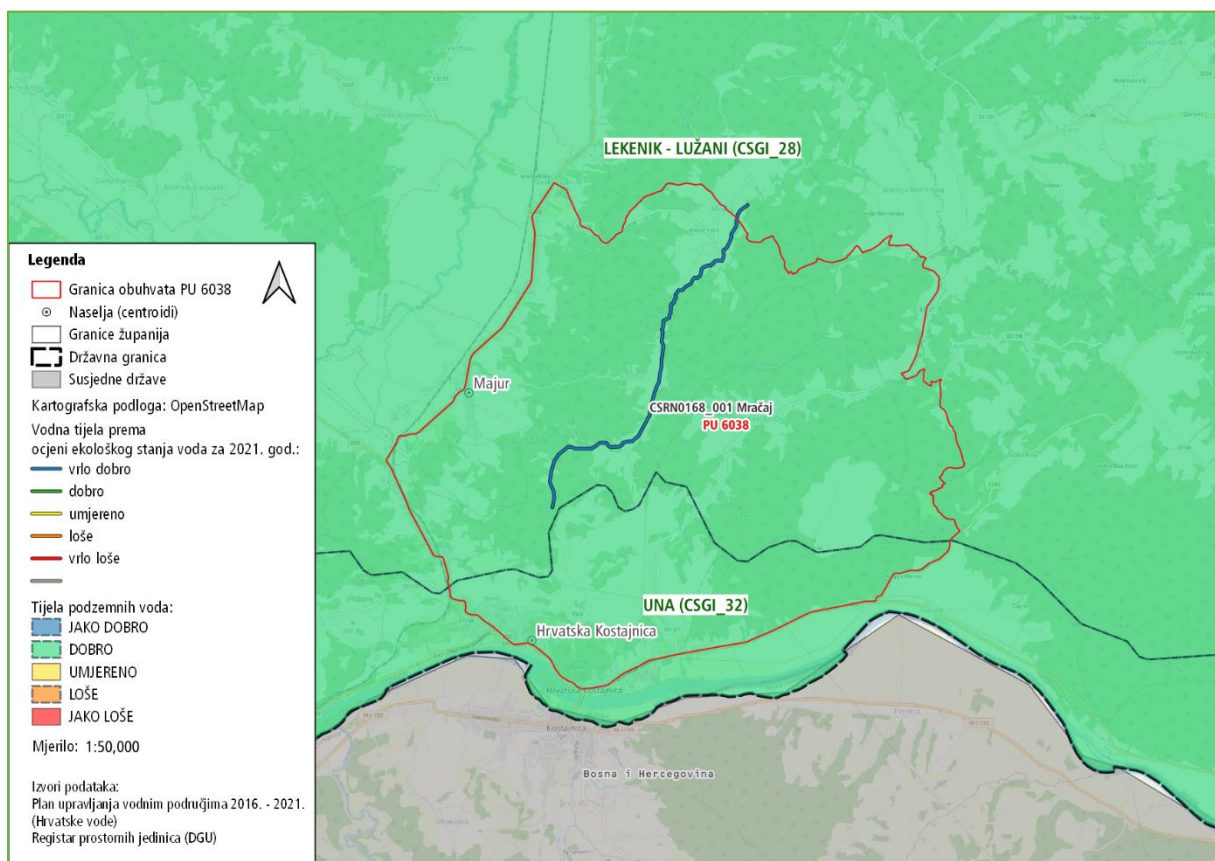 LEKENIK - LUŽANI (CSGI_28)
Majur
CSRN0168_001 Mračaj
PU 6038
UNA (CSGI_32)
Hrvatska Kostajnica
Hrvatska Kostajnica
Kostajnica
Bosna i Hercegovina
Legenda
Granica obuhvata PU 6038
Naselja (centroidi)
Granice županija
Državna granica
Susjedne države
Kartografska podloga: OpenStreetMap
Vodna tijela prema
ocjeni ekološkog stanja voda za 2021. god.:
vrlo dobro
dobro
umjereno
loše
vrlo loše
Tijela podzemnih voda:
JAKO DOBRO
DOBRO
UMJERENO
LOŠE
JAKO LOŠE
Mjerilo: 1:50,000
Izvori podataka:
Plan upravljanja vodnim područjima 2016. - 2021.
(Hrvatske vode)
Registar prostornih jedinica (DGU)